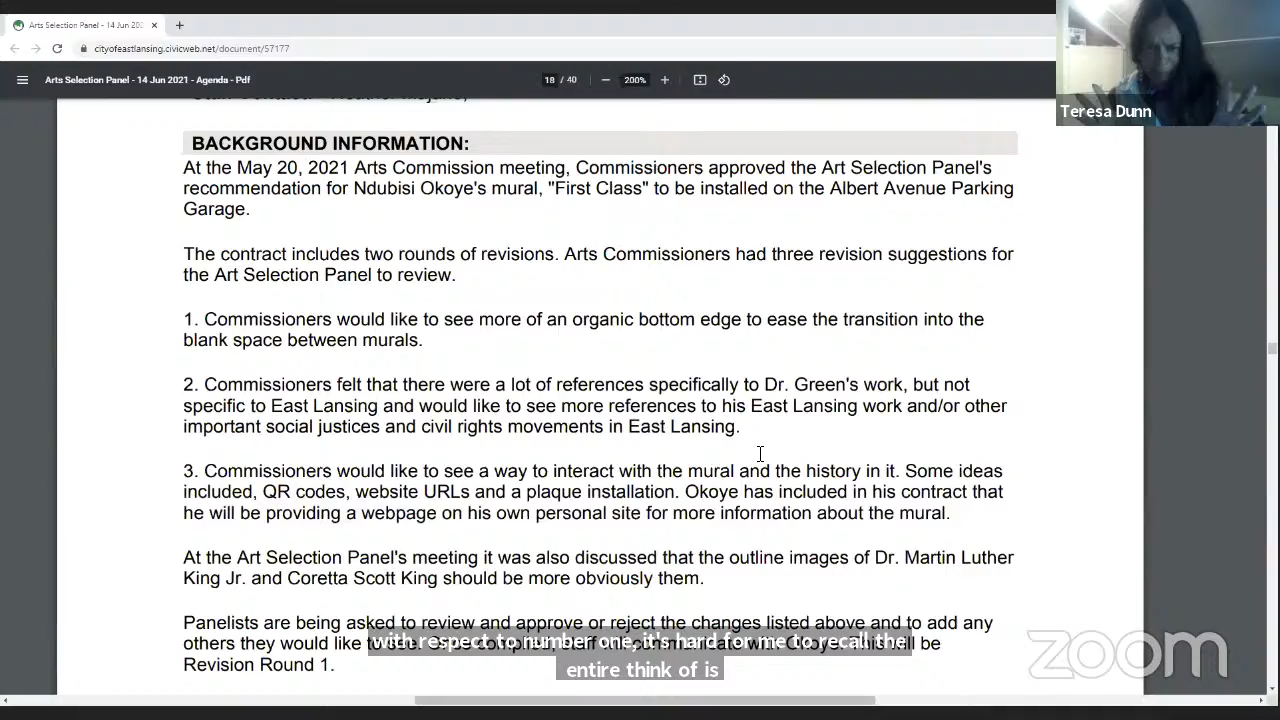 Arts Selection Panel - 14 Jun 202
cityofeastlansing.civicweb.net/document/57177
Arts Selection Panel - 14 Jun 2021 - Agenda - Pdf
18 / 40
200%
Teresa Dunn
BACKGROUND INFORMATION:
At the May 20, 2021 Arts Commission meeting, Commissioners approved the Art Selection Panel's
recommendation for Ndubisi Okoye's mural, "First Class" to be installed on the Albert Avenue Parking
Garage.
The contract includes two rounds of revisions. Arts Commissioners had three revision suggestions for
the Art Selection Panel to review.
1. Commissioners would like to see more of an organic bottom edge to ease the transition into the
blank space between murals.
2. Commissioners felt that there were a lot of references specifically to Dr. Green's work, but not
specific to East Lansing and would like to see more references to his East Lansing work and/or other
important social justices and civil rights movements in East Lansing.
3. Commissioners would like to see a way to interact with the mural and the history in it. Some ideas
included, QR codes, website URLs and a plaque installation. Okoye has included in his contract that
he will be providing a webpage on his own personal site for more information about the mural.
At the Art Selection Panel's meeting it was also discussed that the outline images of Dr. Martin Luther
King Jr. and Coretta Scott King should be more obviously them.
Panelists are being asked to review and approve or reject the changes listed above and to add any
others they would like to be
Revision Round 1.
with respect to number one, it's hard for me to recall the
entire think of is
zoom